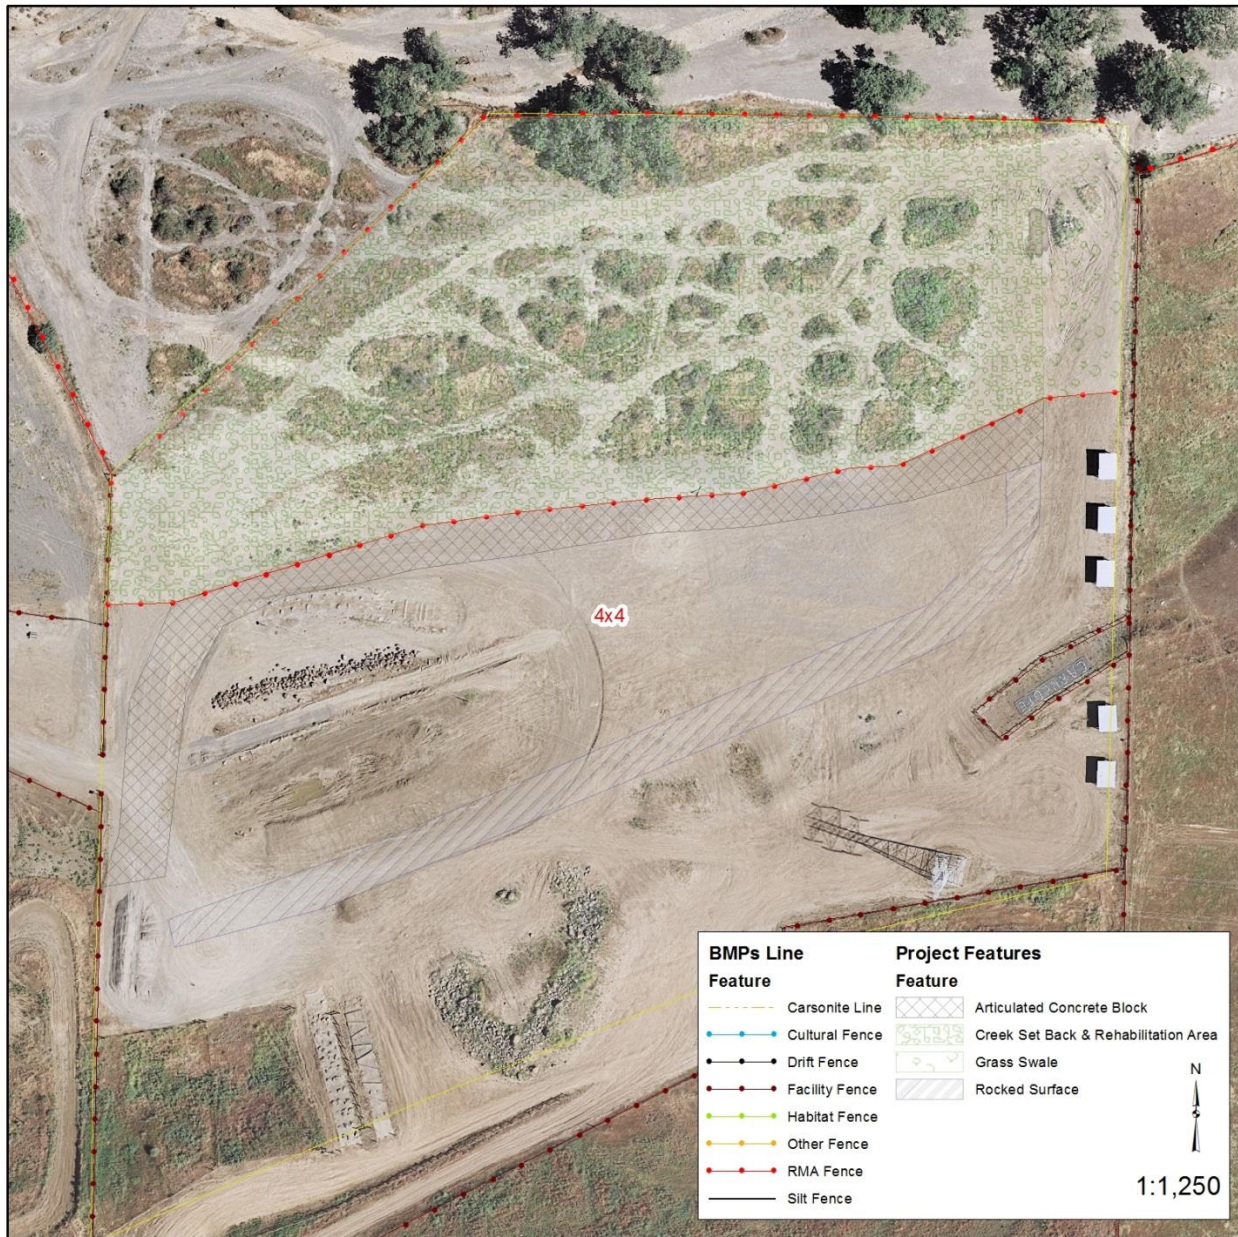 4x4
BMPs Line
Feature
Carsonite Line
Cultural Fence
Drift Fence
Facility Fence
Habitat Fence
Other Fence
RMA Fence
Silt Fence
Project Features
Feature
Articulated Concrete Block
Creek Set Back & Rehabilitation Area
Grass Swale
Rocked Surface
N
1:1,250